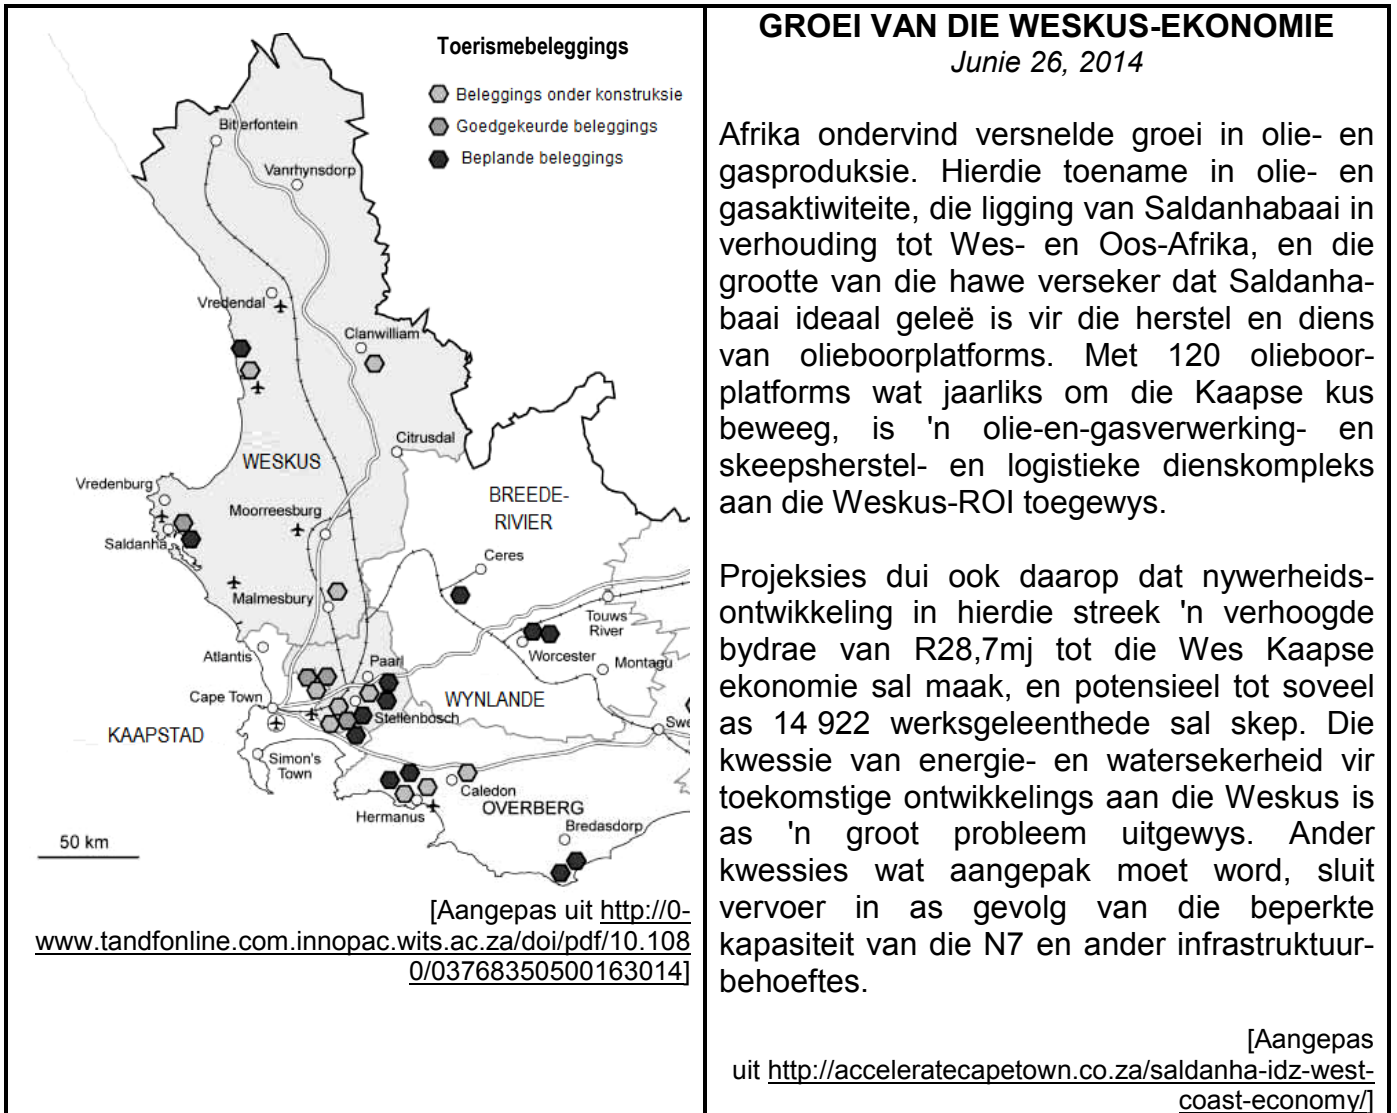 Toerismebeleggings
Beleggings onder konstruksie
Goedgekeurde beleggings
Beplande beleggings
Bitterfontein
Vanrhynsdorp
Vredendal
Clanwilliam
Citrusdal
WESKUS
Vredenburg
Moorreesburg
BREEDE-
RIVIER
Saldanha
Ceres
Malmesbury
Touws
River
Atlantis
Paarl
Worcester
Montagu
Cape Town
WYNLANDE
Stellenbosch
Swe
KAAPSTAD
Simon's
Town
Caledon
OVERBERG
Hermanus
Bredasdorp
50 km
[Aangepas uit http://0-
www.tandfonline.com.innopac.wits.ac.za/doi/pdf/10.108
0/03768350500163014]
GROEI VAN DIE WESKUS-EKONOMIE
Junie 26, 2014
Afrika ondervind versnelde groei in olie- en
gasproduksie. Hierdie toename in olie- en
gasaktiwiteite, die ligging van Saldanhabaai in
verhouding tot Wes- en Oos-Afrika, en die
grootte van die hawe verseker dat Saldanha-
baai ideaal geleë is vir die herstel en diens
van olieboorplatforms. Met 120 olieboor-
platforms wat jaarliks om die Kaapse kus
beweeg, is 'n olie-en-gasverwerking- en
skeepsherstel- en logistieke dienskompleks
aan die Weskus-ROI toegewys.
Projeksies dui ook daarop dat nywerheids-
ontwikkeling in hierdie streek 'n verhoogde
bydrae van R28,7mj tot die Wes Kaapse
ekonomie sal maak, en potensieel tot soveel
as 14 922 werksgeleenthede sal skep. Die
kwessie van energie- en watersekerheid vir
toekomstige ontwikkelings aan die Weskus is
as 'n groot probleem uitgewys. Ander
kwessies wat aangepak moet word, sluit
vervoer in as gevolg van die beperkte
kapasiteit van die N7 en ander infrastruktuur-
behoeftes.
[Aangepas
uit http://acceleratecapetown.co.za/saldanha-idz-west-
coast-economy/]